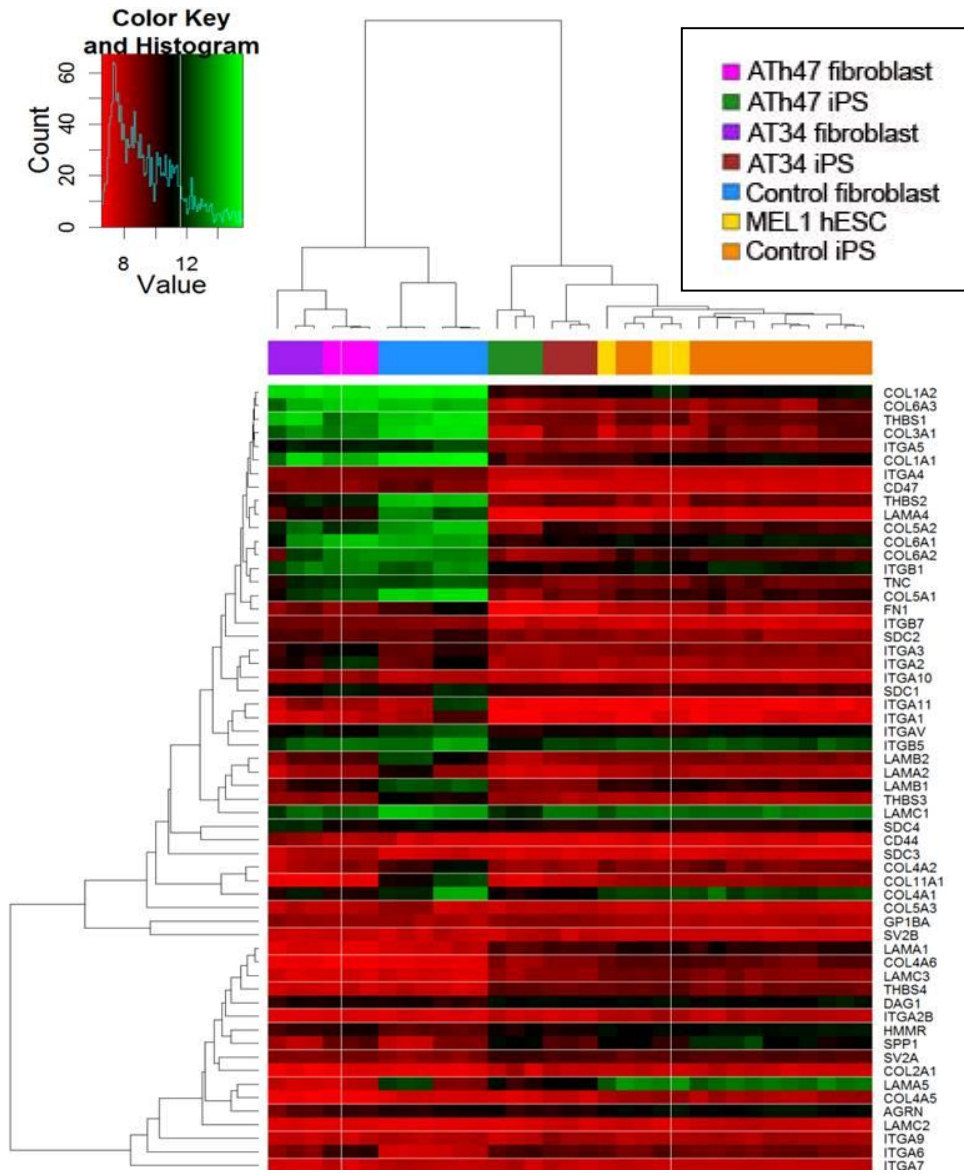 Color Key
and Histogram
Count
0
20
40
60
8
12
Value
ATh47 fibroblast
ATh47 iPS
AT34 fibroblast
AT34 iPS
Control fibroblast
MEL1 hESC
Control iPS
COL1A2
COL6A3
THBS1
COL3A1
ITGA5
COL1A1
ITGA4
CD47
THBS2
LAMA4
COL5A2
COL6A1
COL6A2
ITGB1
TNC
COL5A1
FN1
ITGB7
SDC2
ITGA3
ITGA2
ITGA10
SDC1
ITGA11
ITGA1
ITGAV
ITGB5
LAMB2
LAMA2
LAMB1
THBS3
LAMC1
SDC4
CD44
SDC3
COL4A2
COL11A1
COL4A1
COL5A3
GP1BA
SV2B
LAMA1
COL4A6
LAMC3
THBS4
DAG1
ITGA2B
HMMR
SPP1
SV2A
COL2A1
LAMA5
COL4A5
AGRN
LAMC2
ITGA9
ITGA6
ITGA7